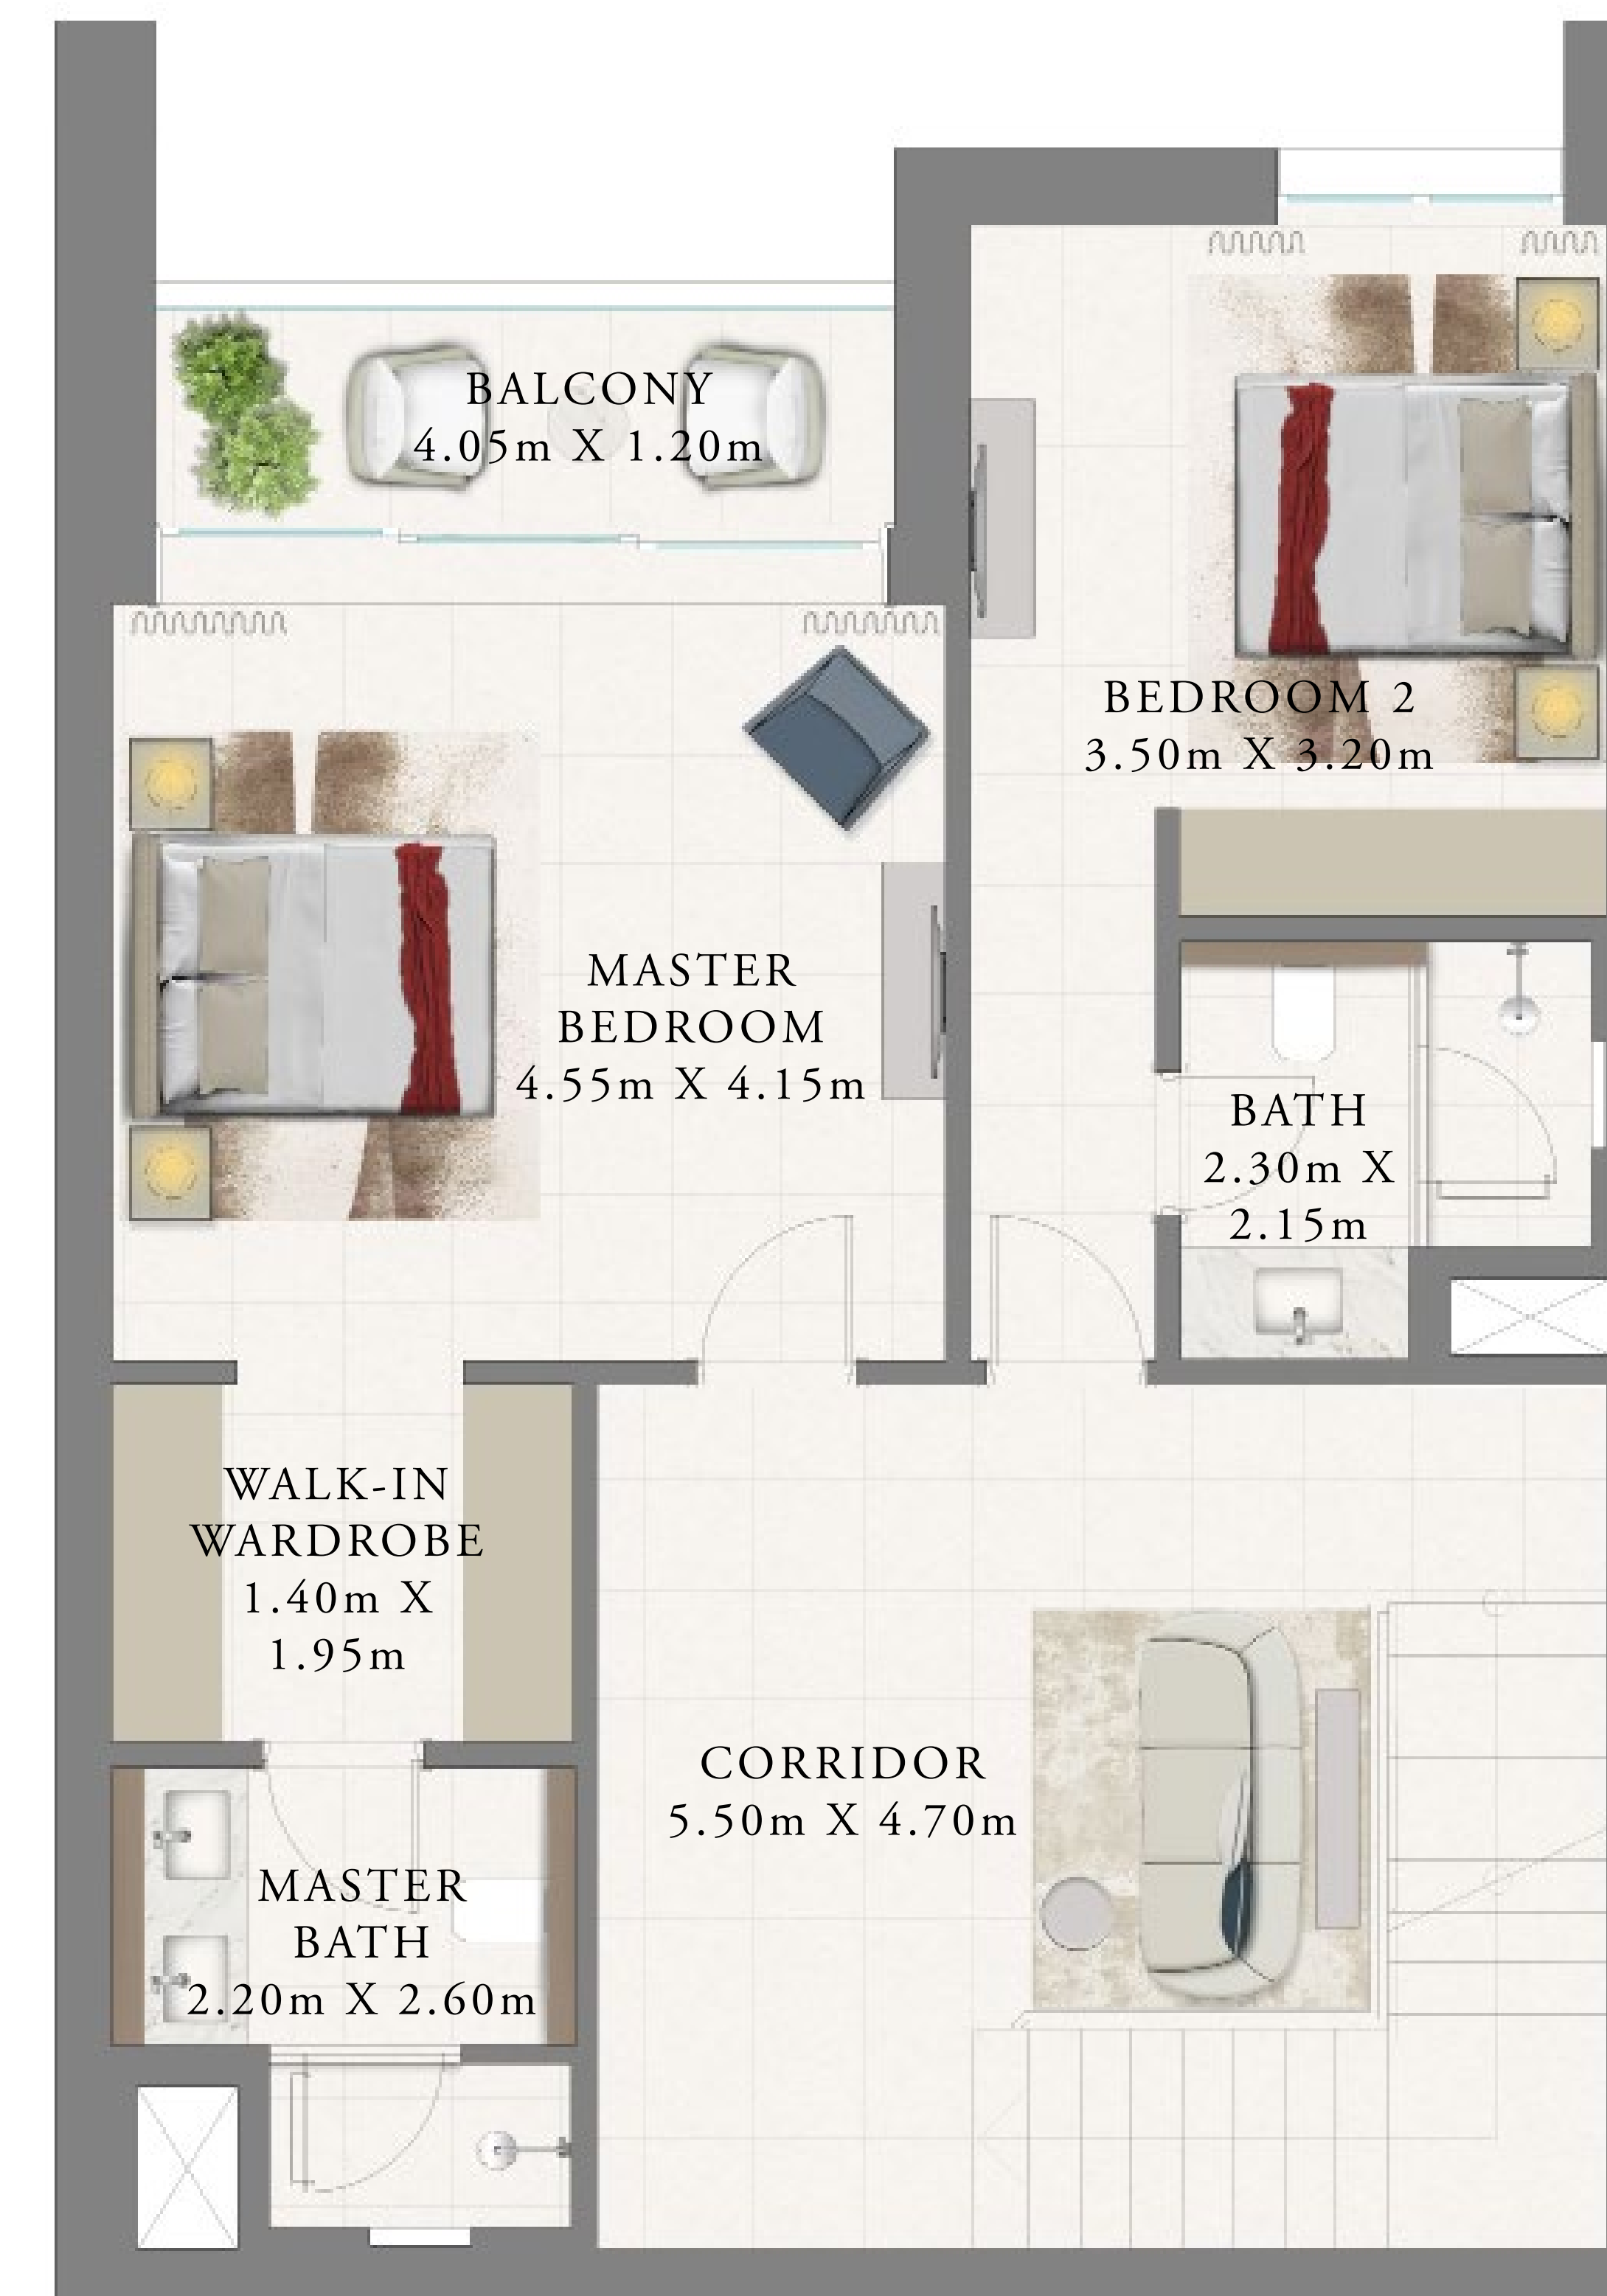 BALCONY
4.05m X 1.20m
BEDROOM 2
3.50m X 3.20m
MASTER
BEDROOM
4.55m X 4.15m
BATH
2.30m X
2.15m
WALK-IN
WARDROBE
1.40m X
1.95m
CORRIDOR
5.50m X 4.70m
MASTER
BATH
2.20m X 2.60m